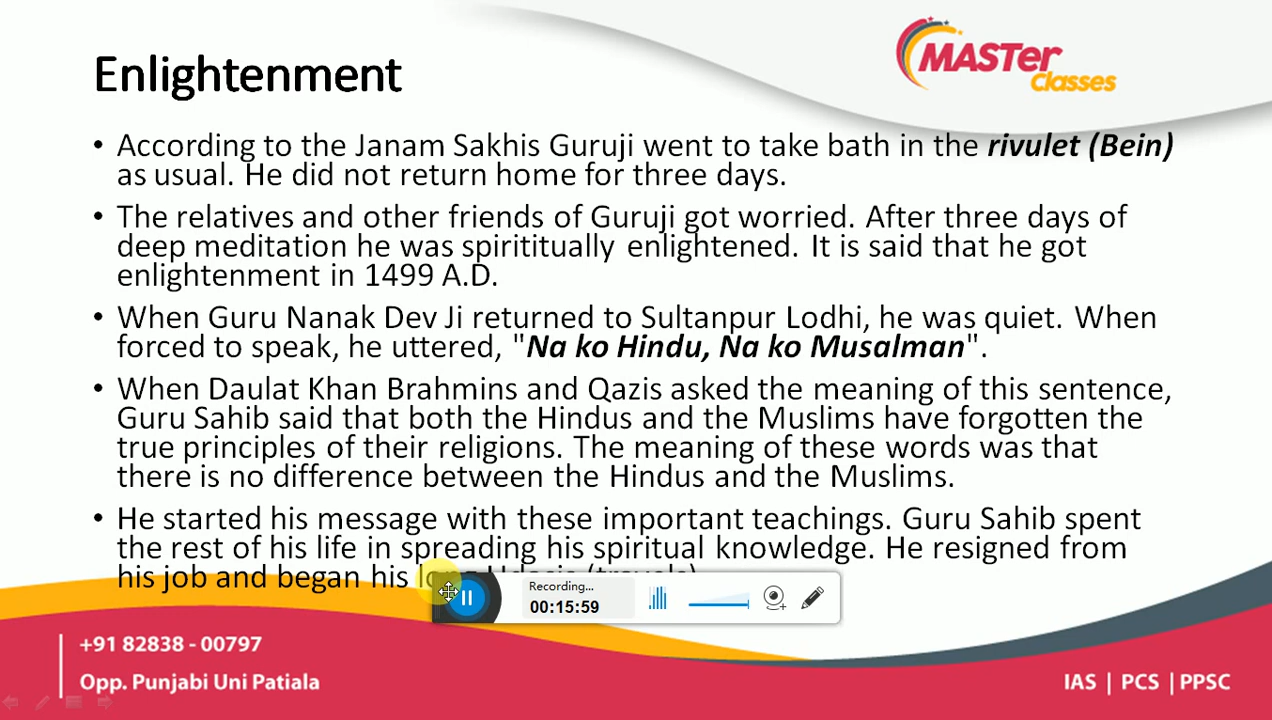 MASTer
Classes
Enlightenment
• According to the Janam Sakhis Guruji went to take bath in the rivulet (Bein)
as usual. He did not return home for three days.
• The relatives and other friends of Guruji got worried. After three days of
deep meditation he was spirititually enlightened. It is said that he got
enlightenment in 1499 A.D.
• When Guru Nanak Dev Ji returned to Sultanpur Lodhi, he was quiet. When
forced to speak, he uttered, "Na ko Hindu, Na ko Musalman".
• When Daulat Khan Brahmins and Qazis asked the meaning of this sentence,
Guru Sahib said that both the Hindus and the Muslims have forgotten the
true principles of their religions. The meaning of these words was that
there is no difference between the Hindus and the Muslims.
• He started his message with these important teachings. Guru Sahib spent
the rest of his life in spreading his spiritual knowledge. He resigned from
his job and began his long Udasis (travels)
Recording...
00:15:59
+91 82838 - 00797
Opp. Punjabi Uni Patiala
IAS | PCS | PPSC